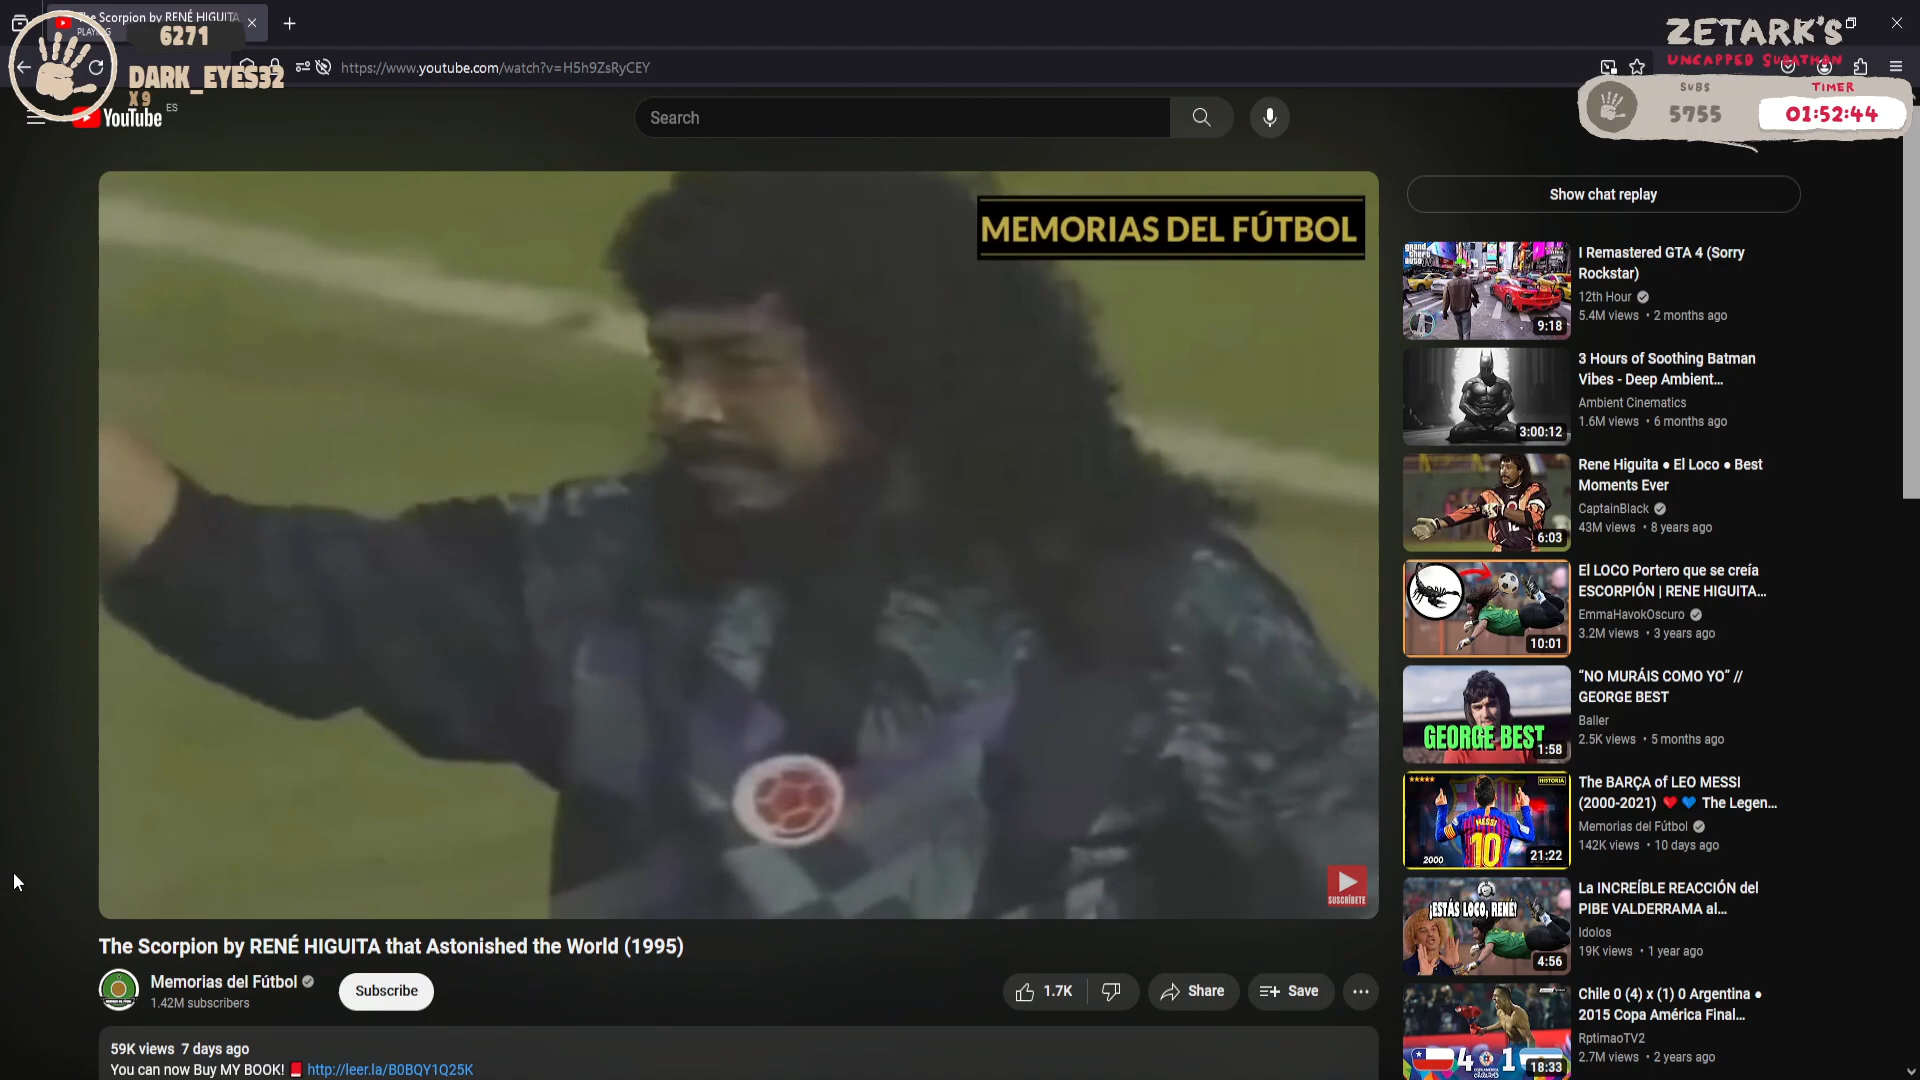 The Scorpion by RENÉ HIGUITA
6271
DARK_EYES32
X 9
https://www.youtube.com/watch?v=H5h9ZsRyCEY
ZETARK'S
UNCAPPED SUBATHON
SUBS
5755
TIMER
01:52:44
YouTube
ES
Search
MEMORIAS DEL FÚTBOL
SUSCRÍBETE
The Scorpion by RENÉ HIGUITA that Astonished the World (1995)
Memorias del Fútbol
1.42M subscribers
Subscribe
1.7K
Share
Save
59K views 7 days ago
You can now Buy MY BOOK! http://leer.la/B0BQY1Q25K
Show chat replay
9:18
I Remastered GTA 4 (Sorry
Rockstar)
12th Hour
5.4M views • 2 months ago
3:00:12
3 Hours of Soothing Batman
Vibes - Deep Ambient...
Ambient Cinematics
1.6M views • 6 months ago
6:03
Rene Higuita ● El Loco ● Best
Moments Ever
CaptainBlack
43M views • 8 years ago
10:01
El LOCO Portero que se creía
ESCORPIÓN | RENE HIGUITA...
EmmaHavokOscuro
3.2M views • 3 years ago
GEORGE BEST
1:58
“NO MURÁIS COMO YO” //
GEORGE BEST
Baller
2.5K views • 5 months ago
HISTORIA
MESSI
10
2000
21:22
The BARÇA of LEO MESSI
(2000-2021) ❤️ 💙 The Legen...
Memorias del Fútbol
142K views • 10 days ago
¡ESTÁS LOCO, RENÉ!
4:56
La INCREÍBLE REACCIÓN del
PIBE VALDERRAMA al...
Idolos
19K views • 1 year ago
4 1
18:33
Chile 0 (4) x (1) 0 Argentina ●
2015 Copa América Final...
RptimaoTV2
2.7M views • 2 years ago